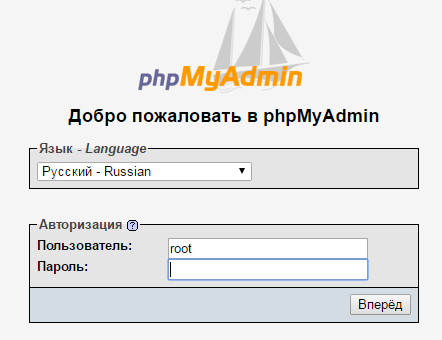 phpMyAdmin
Добро пожаловать в phpMyAdmin
Язык - Language
Русский - Russian
Авторизация
Пользователь: root
Пароль:
Вперёд